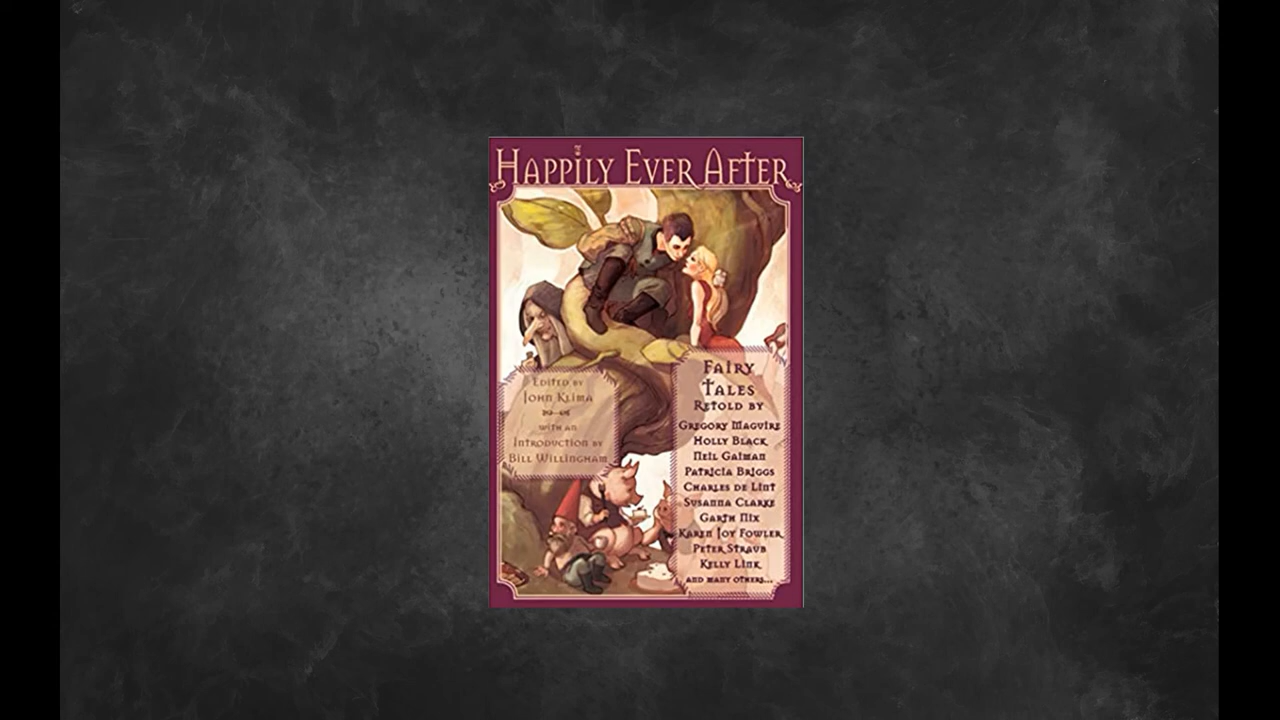 HAPPILY EVER AFTER
EDITED BY
JOHN KLIMA
WITH AN
INTRODUCTION BY
BILL WILLINGHAM
FAIRY
TALES
RETOLD BY
GREGORY MAGUIRE
HOLLY BLACK
NEIL GAIMAN
PATRICIA BRIGGS
CHARLES DE LINT
SUSANNA CLARKE
GARTH NIX
KAREN JOY FOWLER
PETER STRAUB
KELLY LINK
AND MANY OTHERS...